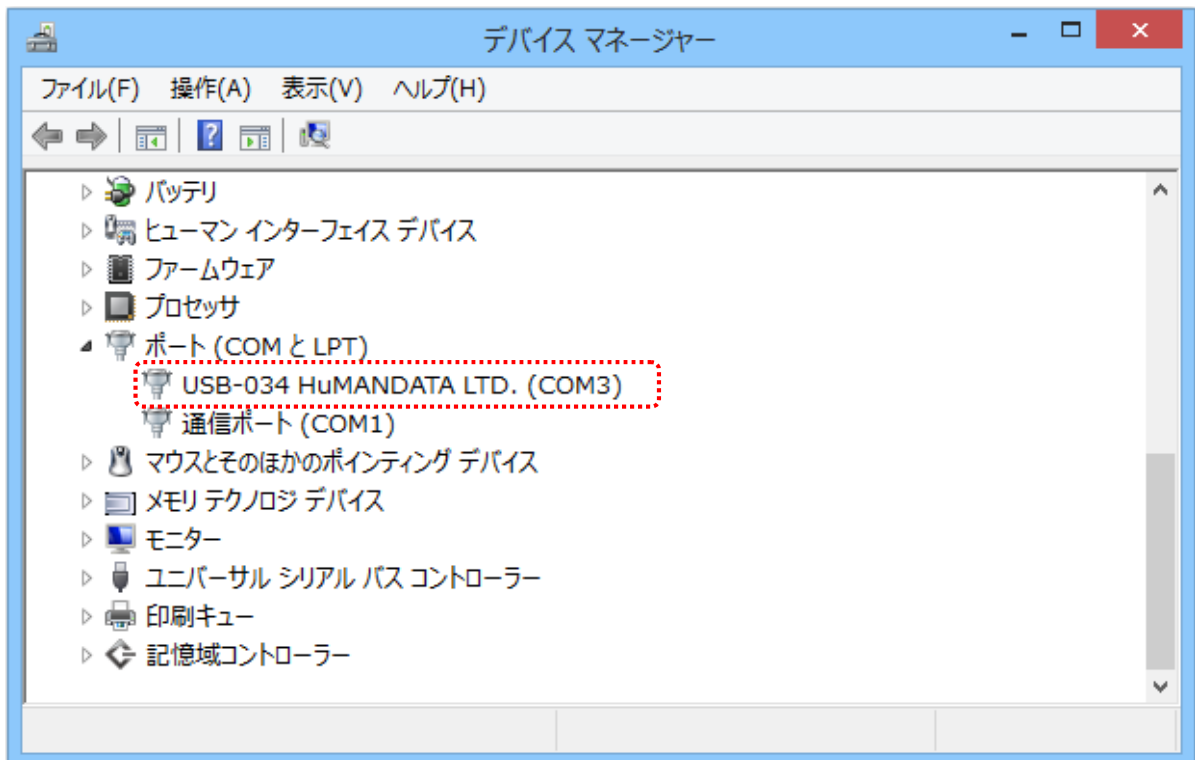 デバイス マネージャー
ファイル(F) 操作(A) 表示(V) ヘルプ(H)
バッテリ
ヒューマン インターフェイス デバイス
ファームウェア
プロセッサ
ポート (COM と LPT)
USB-034 HuMANDATA LTD. (COM3)
通信ポート (COM1)
マウスとそのほかのポインティング デバイス
メモリ テクノロジ デバイス
モニター
ユニバーサル シリアル バス コントローラー
印刷キュー
記憶域コントローラー